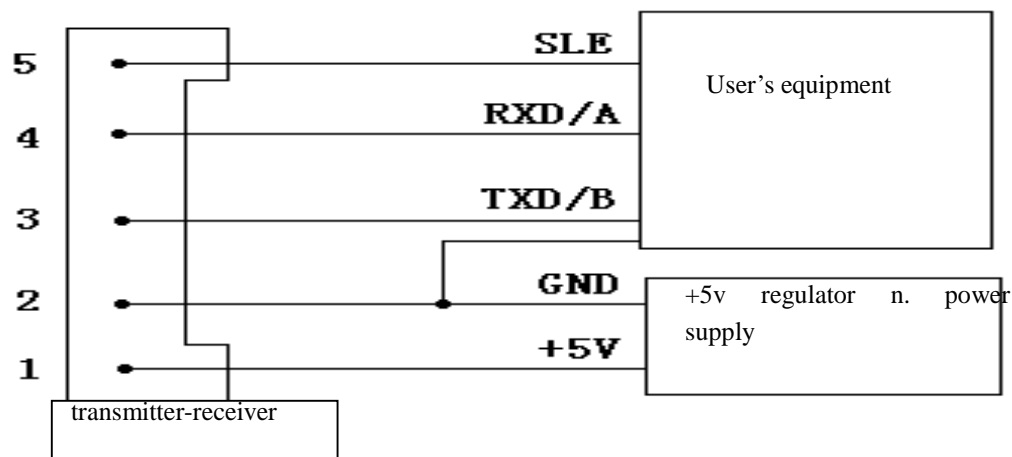 5 SLE
User’s equipment
4 RXD/A
3 TXD/B
2 GND
+5v regulator n. power
supply
1 +5V
transmitter-receiver